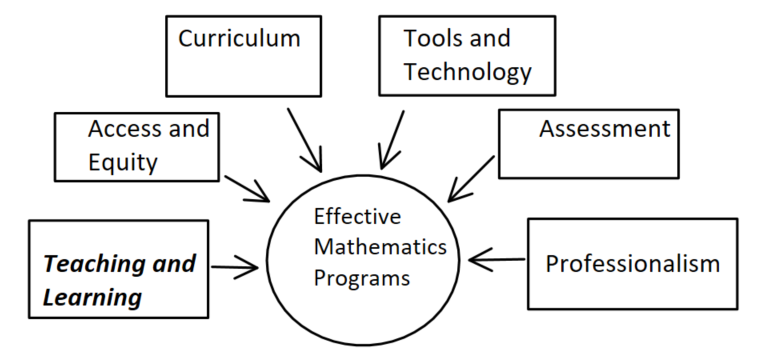 Curriculum
Tools and
Technology
Access and
Equity
Assessment
Effective
Mathematics
Programs
Teaching and
Learning
Professionalism